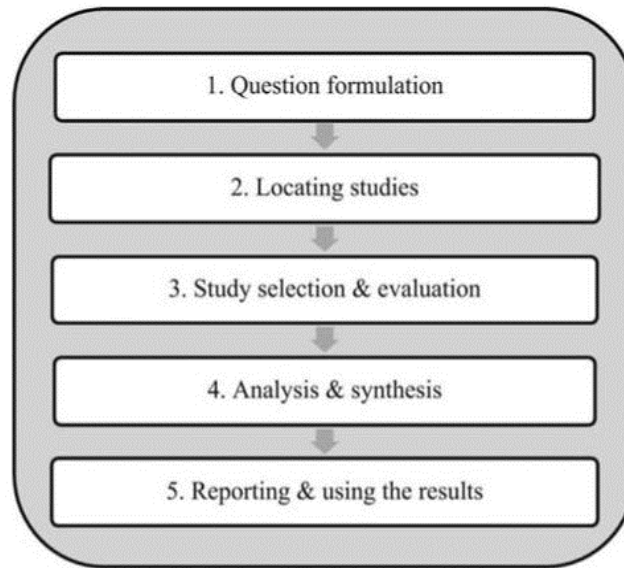 1. Question formulation
2. Locating studies
3. Study selection & evaluation
4. Analysis & synthesis
5. Reporting & using the results